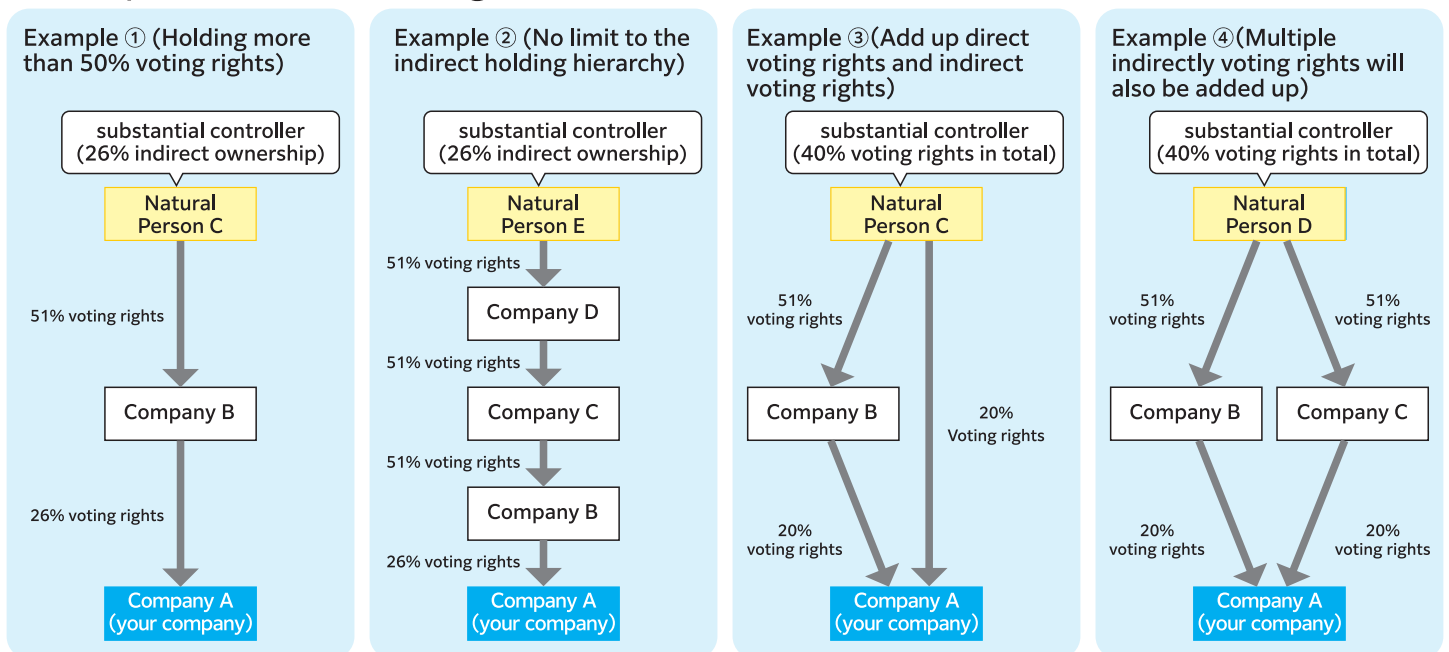 Example ① (Holding more
than 50% voting rights)
substantial controller
(26% indirect ownership)
Natural
Person C
51% voting rights
Company B
26% voting rights
Company A
(your company)
Example ② (No limit to the
indirect holding hierarchy)
substantial controller
(26% indirect ownership)
Natural
Person E
51% voting rights
Company D
51% voting rights
Company C
51% voting rights
Company B
26% voting rights
Company A
(your company)
Example ③(Add up direct
voting rights and indirect
voting rights)
substantial controller
(40% voting rights in total)
Natural
Person C
51%
voting rights
Company B
20%
Voting rights
20%
voting rights
Company A
(your company)
Example ④(Multiple
indirectly voting rights will
also be added up)
substantial controller
(40% voting rights in total)
Natural
Person D
51%
voting rights
51%
voting rights
Company B
Company C
20%
voting rights
20%
voting rights
Company A
(your company)